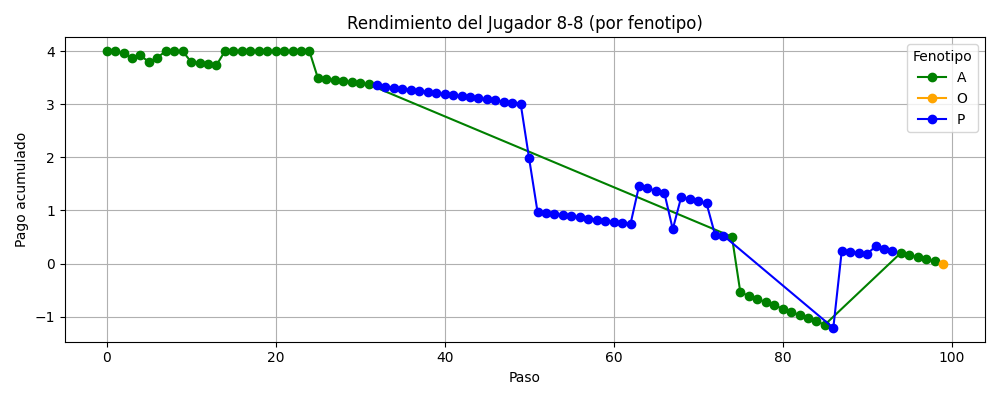 Rendimiento del Jugador 8-8 (por fenotipo)
Pago acumulado
4
3
2
1
0
−1
Fenotipo
A
O
P
0 20 40 60 80 100
Paso